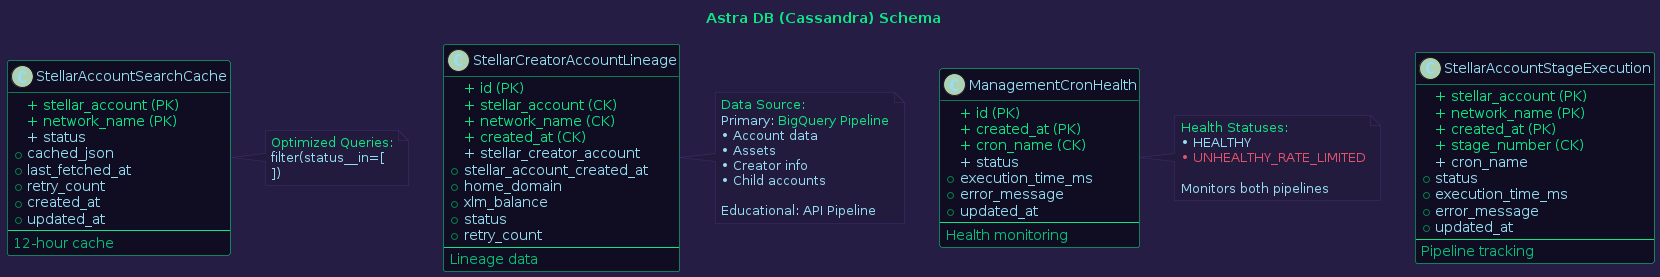 Astra DB (Cassandra) Schema
C StellarAccountSearchCache
+ stellar_account (PK)
+ network_name (PK)
+ status
cached_json
last_fetched_at
retry_count
created_at
updated_at
12-hour cache
Optimized Queries:
filter(status__in=[
])
C StellarCreatorAccountLineage
+ id (PK)
+ stellar_account (CK)
+ network_name (CK)
+ created_at (CK)
+ stellar_creator_account
stellar_account_created_at
home_domain
xlm_balance
status
retry_count
Lineage data
Data Source:
Primary: BigQuery Pipeline
• Account data
• Assets
• Creator info
• Child accounts
Educational: API Pipeline
C ManagementCronHealth
+ id (PK)
+ created_at (PK)
+ cron_name (CK)
+ status
execution_time_ms
error_message
updated_at
Health monitoring
Health Statuses:
• HEALTHY
• UNHEALTHY_RATE_LIMITED
Monitors both pipelines
C StellarAccountStageExecution
+ stellar_account (PK)
+ network_name (PK)
+ created_at (PK)
+ stage_number (CK)
+ cron_name
status
execution_time_ms
error_message
updated_at
Pipeline tracking